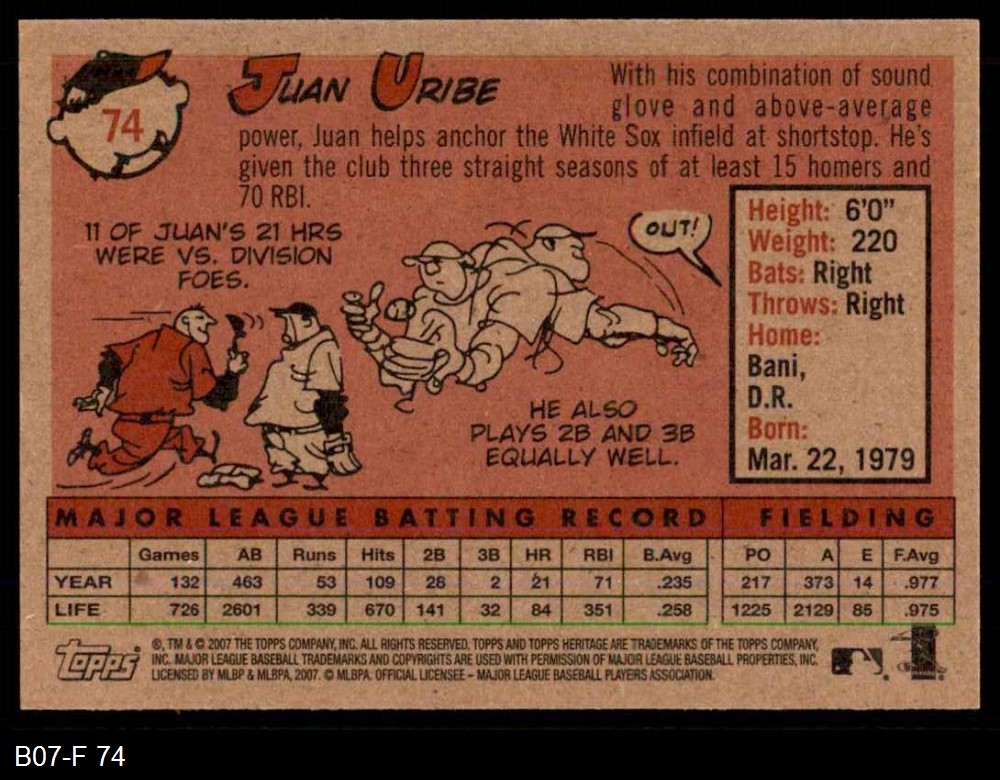 74
JUAN URIBE
With his combination of sound
glove and above-average
power, Juan helps anchor the White Sox infield at shortstop. He's
given the club three straight seasons of at least 15 homers and
70 RBI.
11 OF JUAN'S 21 HRS
WERE VS. DIVISION
FOES.
OUT!
HE ALSO
PLAYS 2B AND 3B
EQUALLY WELL.
Height: 6'0"
Weight: 220
Bats: Right
Throws: Right
Home:
Bani,
D.R.
Born:
Mar. 22, 1979
MAJOR LEAGUE BATTING RECORD FIELDING
Games AB Runs Hits 2B 3B HR RBI B.Avg PO A E F.Avg
YEAR 132 463 53 109 28 2 21 71 .235 217 373 14 .977
LIFE 726 2601 339 670 141 32 84 351 .258 1225 2129 85 .975
Topps
®, TM & © 2007 THE TOPPS COMPANY, INC. ALL RIGHTS RESERVED. TOPPS AND TOPPS HERITAGE ARE TRADEMARKS OF THE TOPPS COMPANY,
INC. MAJOR LEAGUE BASEBALL TRADEMARKS AND COPYRIGHTS ARE USED WITH PERMISSION OF MAJOR LEAGUE BASEBALL PROPERTIES, INC.
LICENSED BY MLBP & MLBPA, 2007. © MLBPA. OFFICIAL LICENSEE – MAJOR LEAGUE BASEBALL PLAYERS ASSOCIATION.
B07-F 74